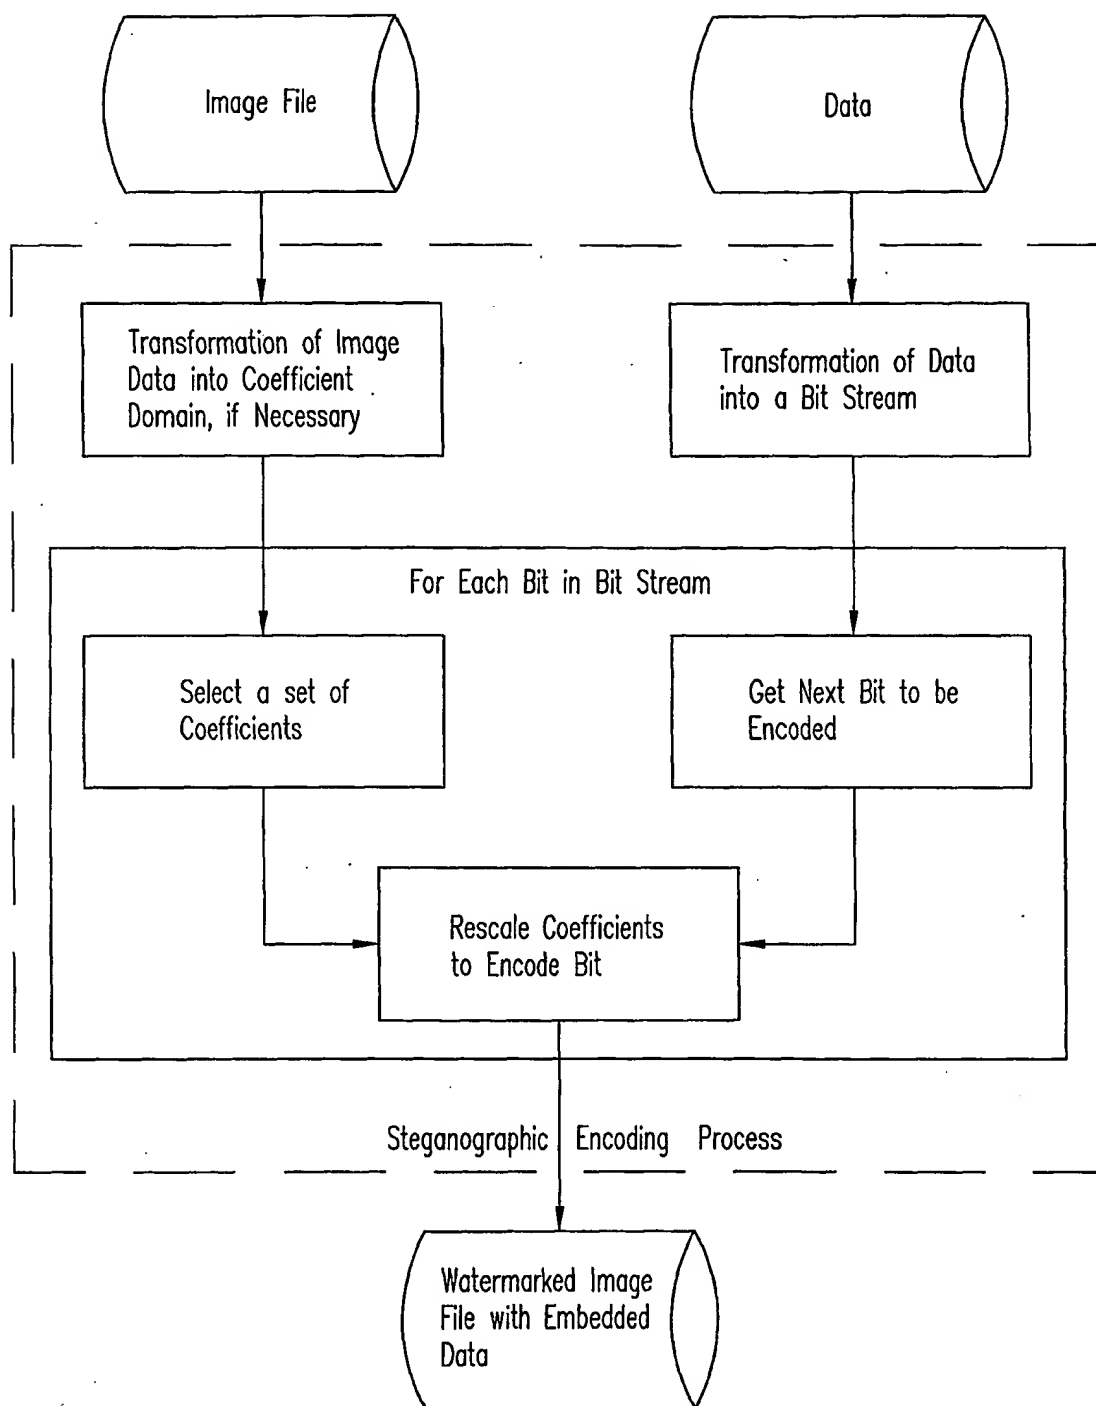 Image File
Data
Transformation of Image
Data into Coefficient
Domain, if Necessary
Transformation of Data
into a Bit Stream
For Each Bit in Bit Stream
Select a set of
Coefficients
Get Next Bit to be
Encoded
Rescale Coefficients
to Encode Bit
Steganographic Encoding Process
Watermarked Image
File with Embedded
Data